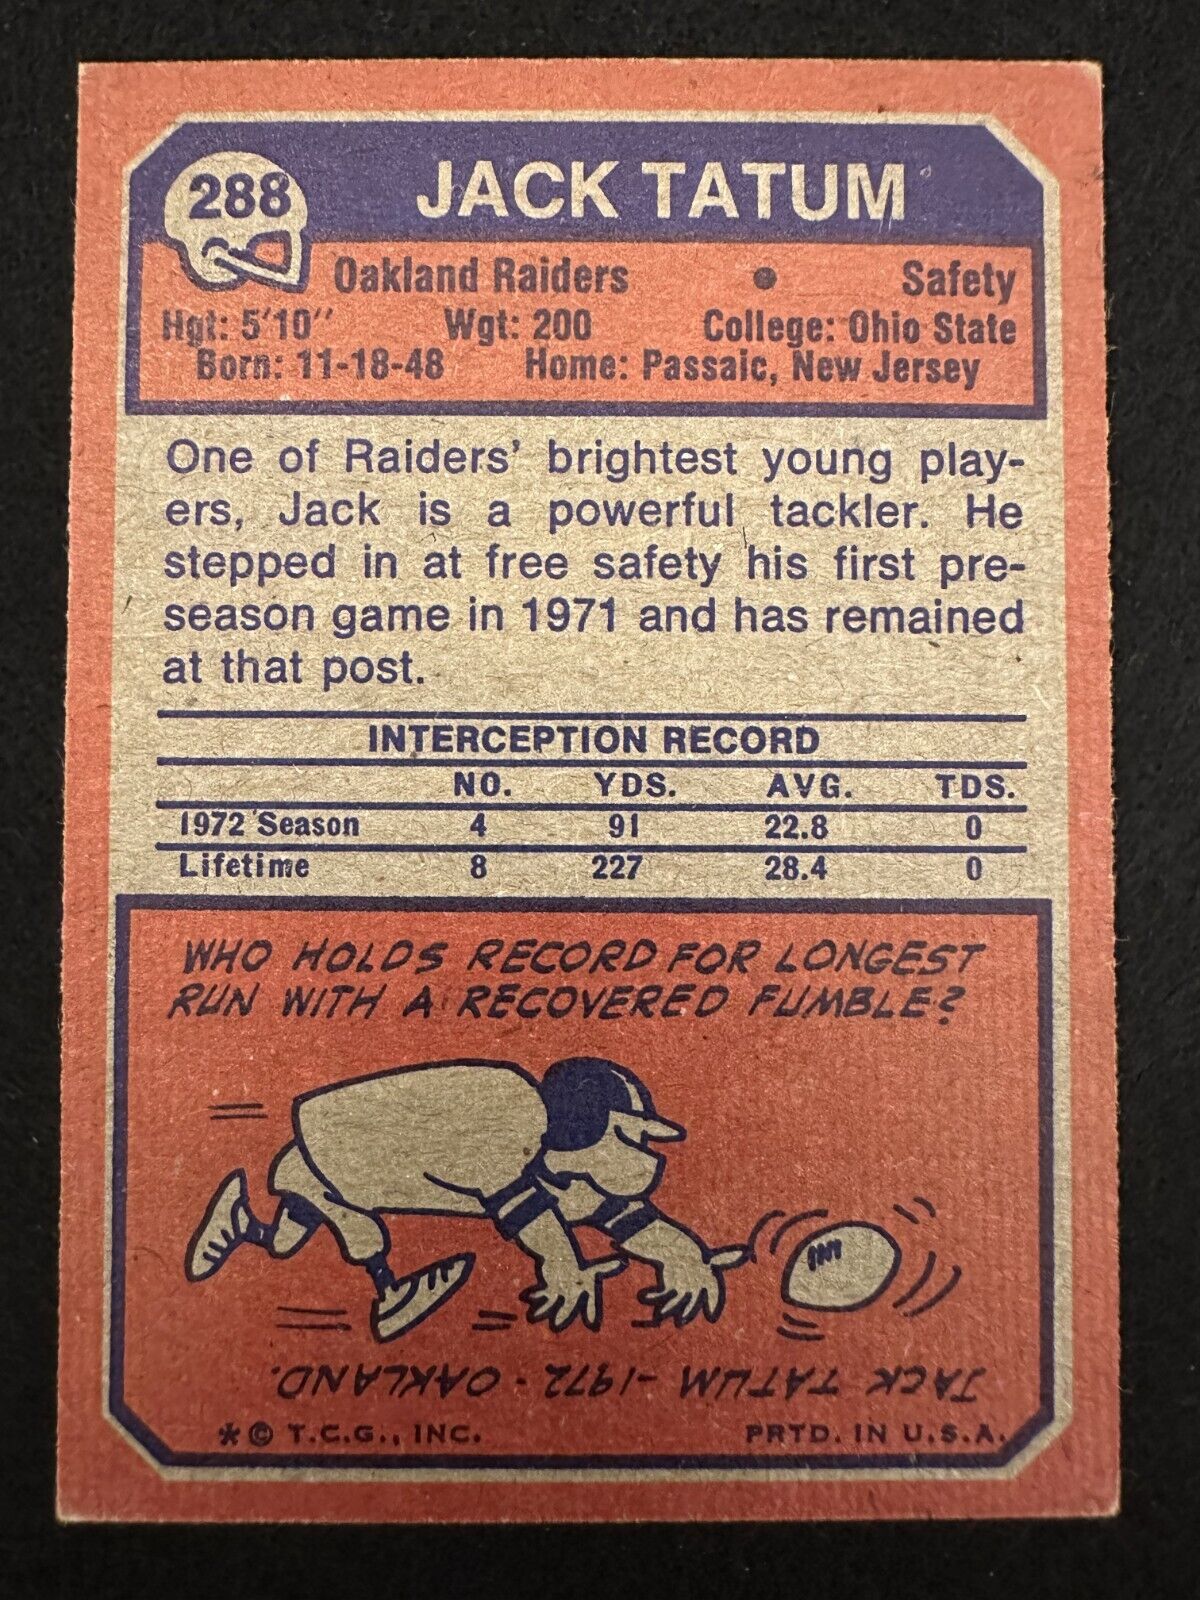 288
JACK TATUM
Oakland Raiders • Safety
Hgt: 5'10" Wgt: 200 College: Ohio State
Born: 11-18-48 Home: Passaic, New Jersey
One of Raiders' brightest young play-
ers, Jack is a powerful tackler. He
stepped in at free safety his first pre-
season game in 1971 and has remained
at that post.
INTERCEPTION RECORD
NO. YDS. AVG. TDS.
1972 Season 4 91 22.8 0
Lifetime 8 227 28.4 0
WHO HOLDS RECORD FOR LONGEST
RUN WITH A RECOVERED FUMBLE?
JACK TATUM - 1972 - OAKLAND.
* © T.C.G., INC. PRTD. IN U.S.A.